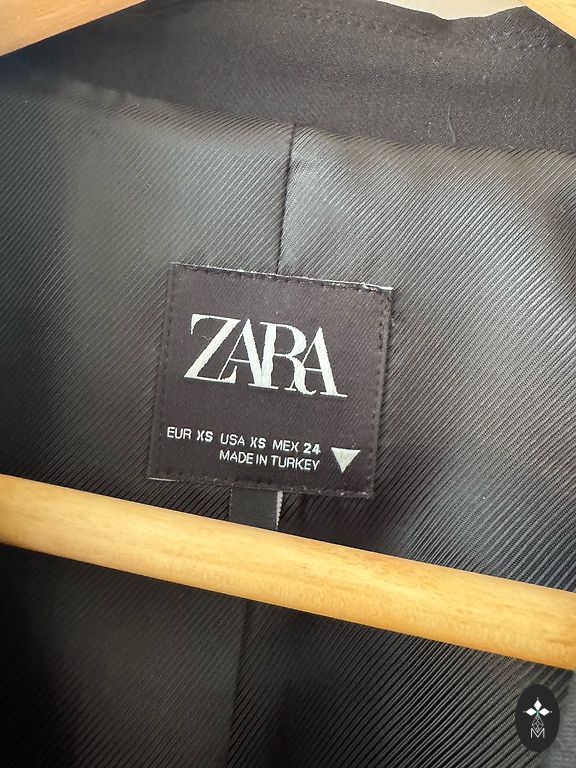 ZARA
EUR XS USA XS MEX 24
MADE IN TURKEY
M